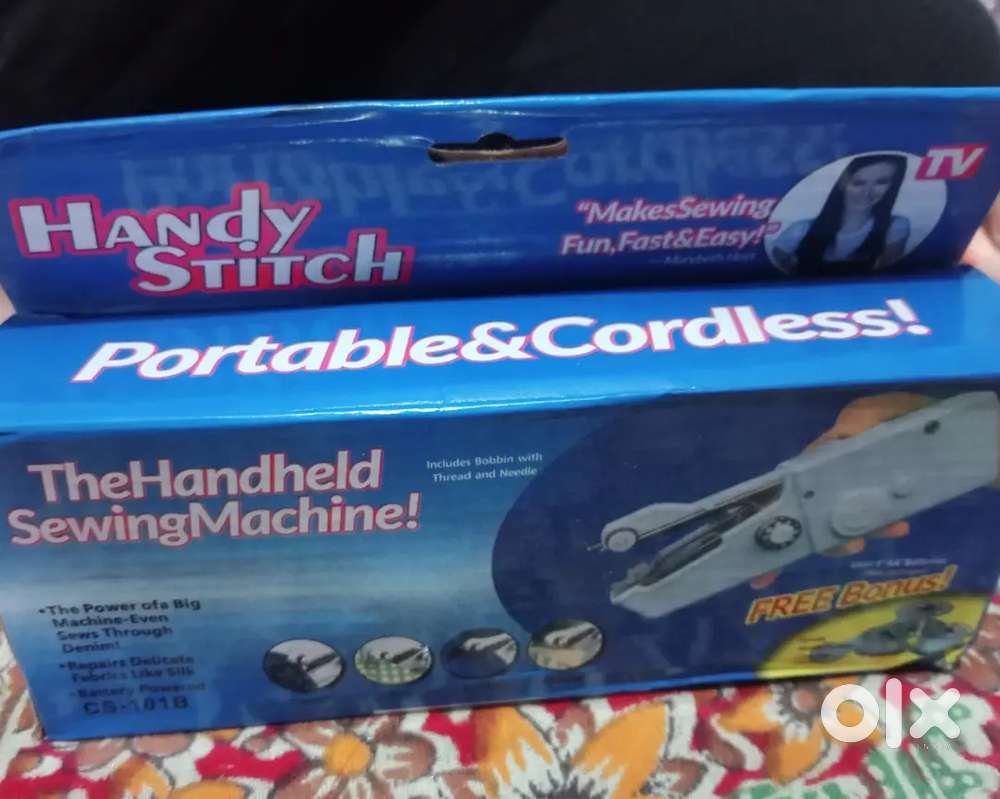 HANdy
STITCH
"MakesSewing
Fun,Fast&Easy!"
TV
Portable&Cordless!
TheHandheld
SewingMachine!
Includes Bobbin with
Thread and Needle
FREE Bonus!
•The Power ofa Big
Machine-Even
Sews Through
Denim!
•Repairs Delicate
Fabrics Like Silk
•Battery Powered
CS-101B
olx